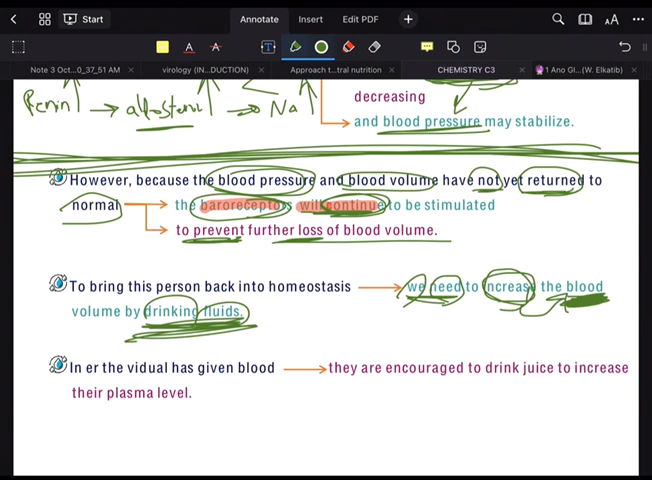 Start
Annotate
Insert
Edit PDF
Note 3 Oct...0_37_51 AM
virology (IN...DUCTION)
Approach t...tral nutrition
CHEMISTRY C3
1 Ano Gl...(W. Elkatib)
Renin → aldosterone → Na
decreasing
and blood pressure may stabilize.
However, because the blood pressure and blood volume have not yet returned to
normal → the baroreceptors will continue to be stimulated
to prevent further loss of blood volume.
To bring this person back into homeostasis → we need to increase the blood
volume by drinking fluids.
In er the vidual has given blood → they are encouraged to drink juice to increase
their plasma level.